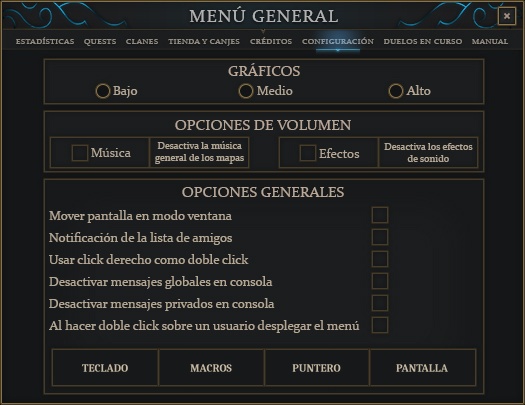 MENÚ GENERAL
ESTADÍSTICAS QUESTS CLANES TIENDA Y CANJES CRÉDITOS CONFIGURACIÓN DUELOS EN CURSO MANUAL
GRÁFICOS
Bajo Medio Alto
OPCIONES DE VOLUMEN
Música
Desactiva la música
general de los mapas
Efectos
Desactiva los efectos
de sonido
OPCIONES GENERALES
Mover pantalla en modo ventana
Notificación de la lista de amigos
Usar click derecho como doble click
Desactivar mensajes globales en consola
Desactivar mensajes privados en consola
Al hacer doble click sobre un usuario desplegar el menú
TECLADO MACROS PUNTERO PANTALLA